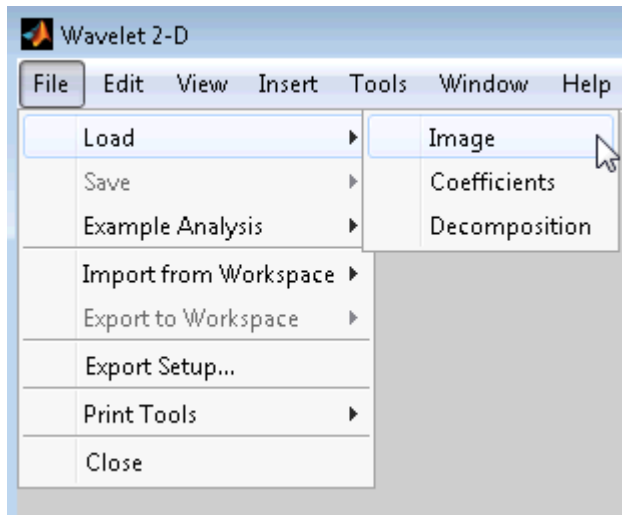 Wavelet 2-D
File Edit View Insert Tools Window Help
Load
Image
Save
Coefficients
Example Analysis
Decomposition
Import from Workspace
Export to Workspace
Export Setup...
Print Tools
Close